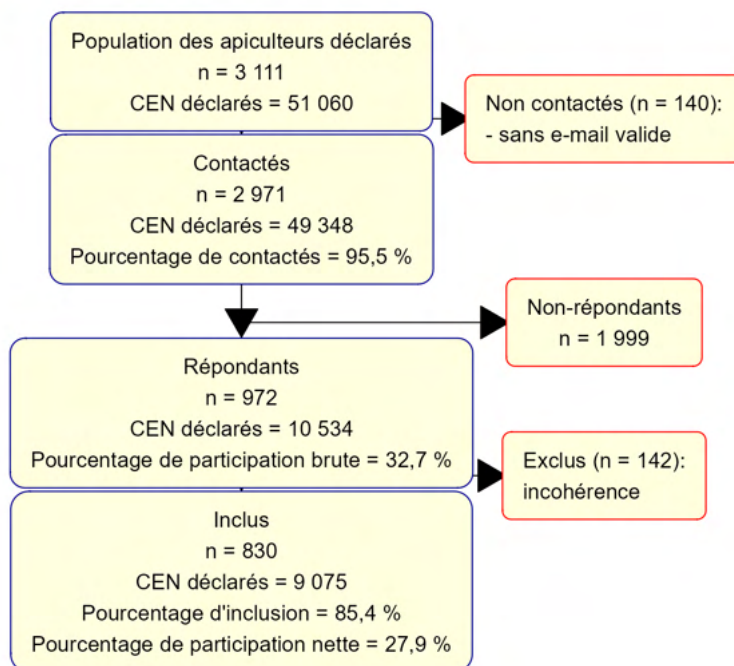 Population des apiculteurs déclarés
n = 3 111
CEN déclarés = 51 060
Non contactés (n = 140):
- sans e-mail valide
Contactés
n = 2 971
CEN déclarés = 49 348
Pourcentage de contactés = 95,5 %
Non-répondants
n = 1 999
Répondants
n = 972
CEN déclarés = 10 534
Pourcentage de participation brute = 32,7 %
Exclus (n = 142):
incohérence
Inclus
n = 830
CEN déclarés = 9 075
Pourcentage d'inclusion = 85,4 %
Pourcentage de participation nette = 27,9 %